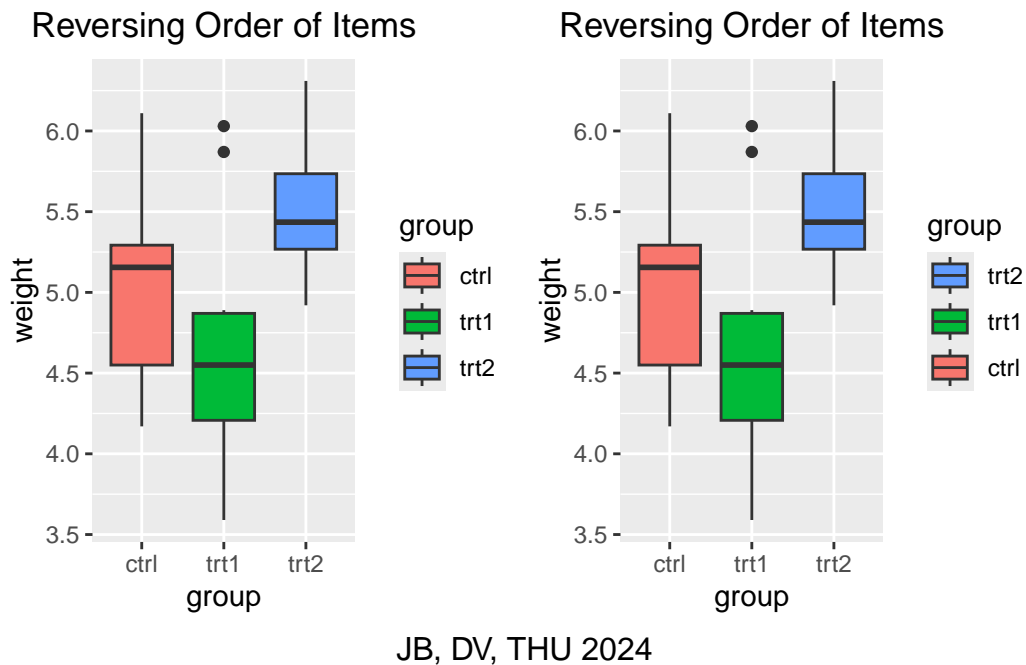 Reversing Order of Items
Reversing Order of Items
weight
6.0
5.5
5.0
4.5
4.0
3.5
ctrl trt1 trt2
group
group
ctrl
trt1
trt2
weight
6.0
5.5
5.0
4.5
4.0
3.5
ctrl trt1 trt2
group
group
trt2
trt1
ctrl
JB, DV, THU 2024